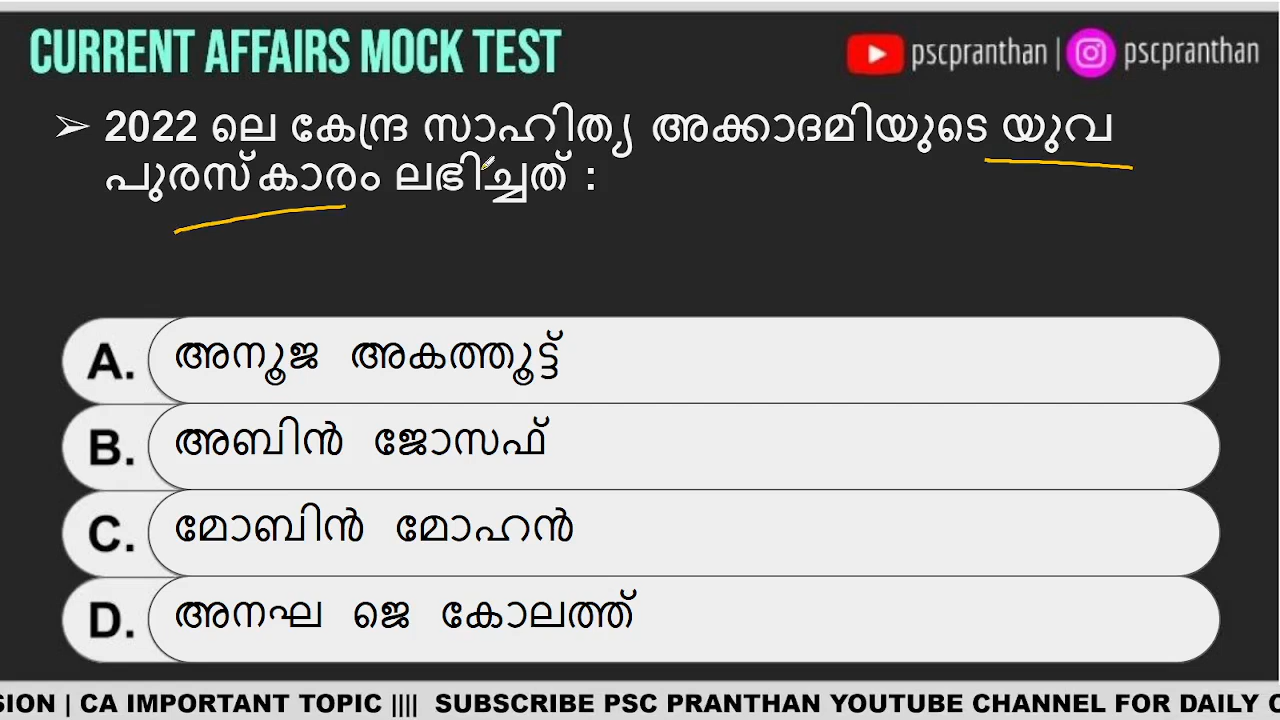 CURRENT AFFAIRS MOCK TEST
pscpranthan | pscpranthan
➢ 2022 ലെ കേന്ദ്ര സാഹിത്യ അക്കാദമിയുടെ യുവ
പുരസ്കാരം ലഭിച്ചത് :
A. അനൂജ അകത്തൂട്ട്
B. അബിൻ ജോസഫ്
C. മോബിൻ മോഹൻ
D. അനഘ ജെ കോലത്ത്
SION | CA IMPORTANT TOPIC |||| SUBSCRIBE PSC PRANTHAN YOUTUBE CHANNEL FOR DAILY